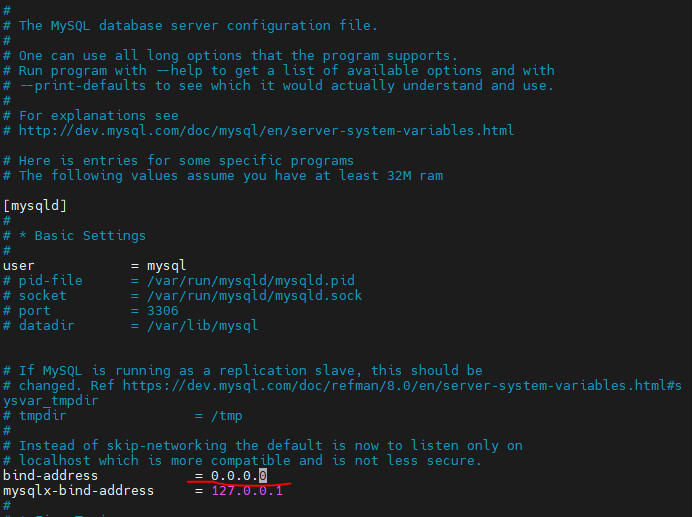 #
# The MySQL database server configuration file.
#
# One can use all long options that the program supports.
# Run program with --help to get a list of available options and with
# --print-defaults to see which it would actually understand and use.
#
# For explanations see
# http://dev.mysql.com/doc/mysql/en/server-system-variables.html

# Here is entries for some specific programs
# The following values assume you have at least 32M ram

[mysqld]
#
# * Basic Settings
#
user            = mysql
# pid-file      = /var/run/mysqld/mysqld.pid
# socket        = /var/run/mysqld/mysqld.sock
# port          = 3306
# datadir       = /var/lib/mysql


# If MySQL is running as a replication slave, this should be
# changed. Ref https://dev.mysql.com/doc/refman/8.0/en/server-system-variables.html#s
ysvar_tmpdir
# tmpdir                = /tmp
#
# Instead of skip-networking the default is now to listen only on
# localhost which is more compatible and is not less secure.
bind-address            = 0.0.0.0
mysqlx-bind-address     = 127.0.0.1
#